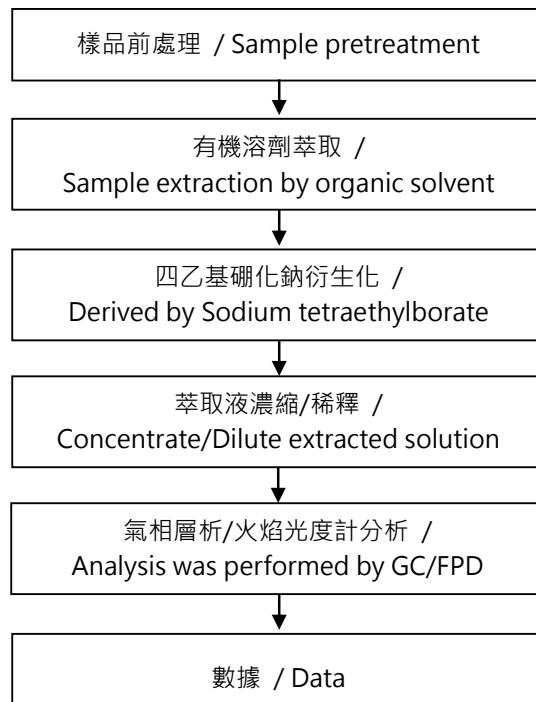 樣品前處理 / Sample pretreatment
有機溶劑萃取 /
Sample extraction by organic solvent
四乙基硼化鈉衍生化 /
Derived by Sodium tetraethylborate
萃取液濃縮/稀釋 /
Concentrate/Dilute extracted solution
氣相層析/火焰光度計分析 /
Analysis was performed by GC/FPD
數據 / Data